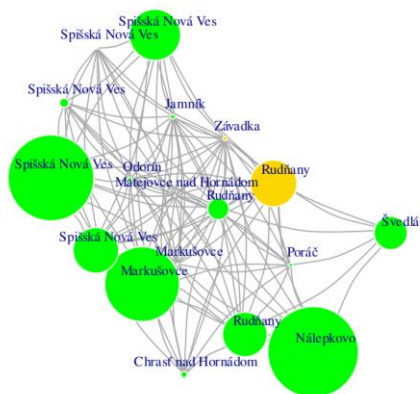 Spišská Nová Ves
Spišská Nová Ves
Spišská Nová Ves
Jamník
Závadka
Spišská Nová Ves
Odorín
Rudňany
Matejovce nad Hornádom
Rudňany
Švedlá
Spišská Nová Ves
Markušovce
Poráč
Markušovce
Rudňany
Nálepkovo
Chrasť nad Hornádom